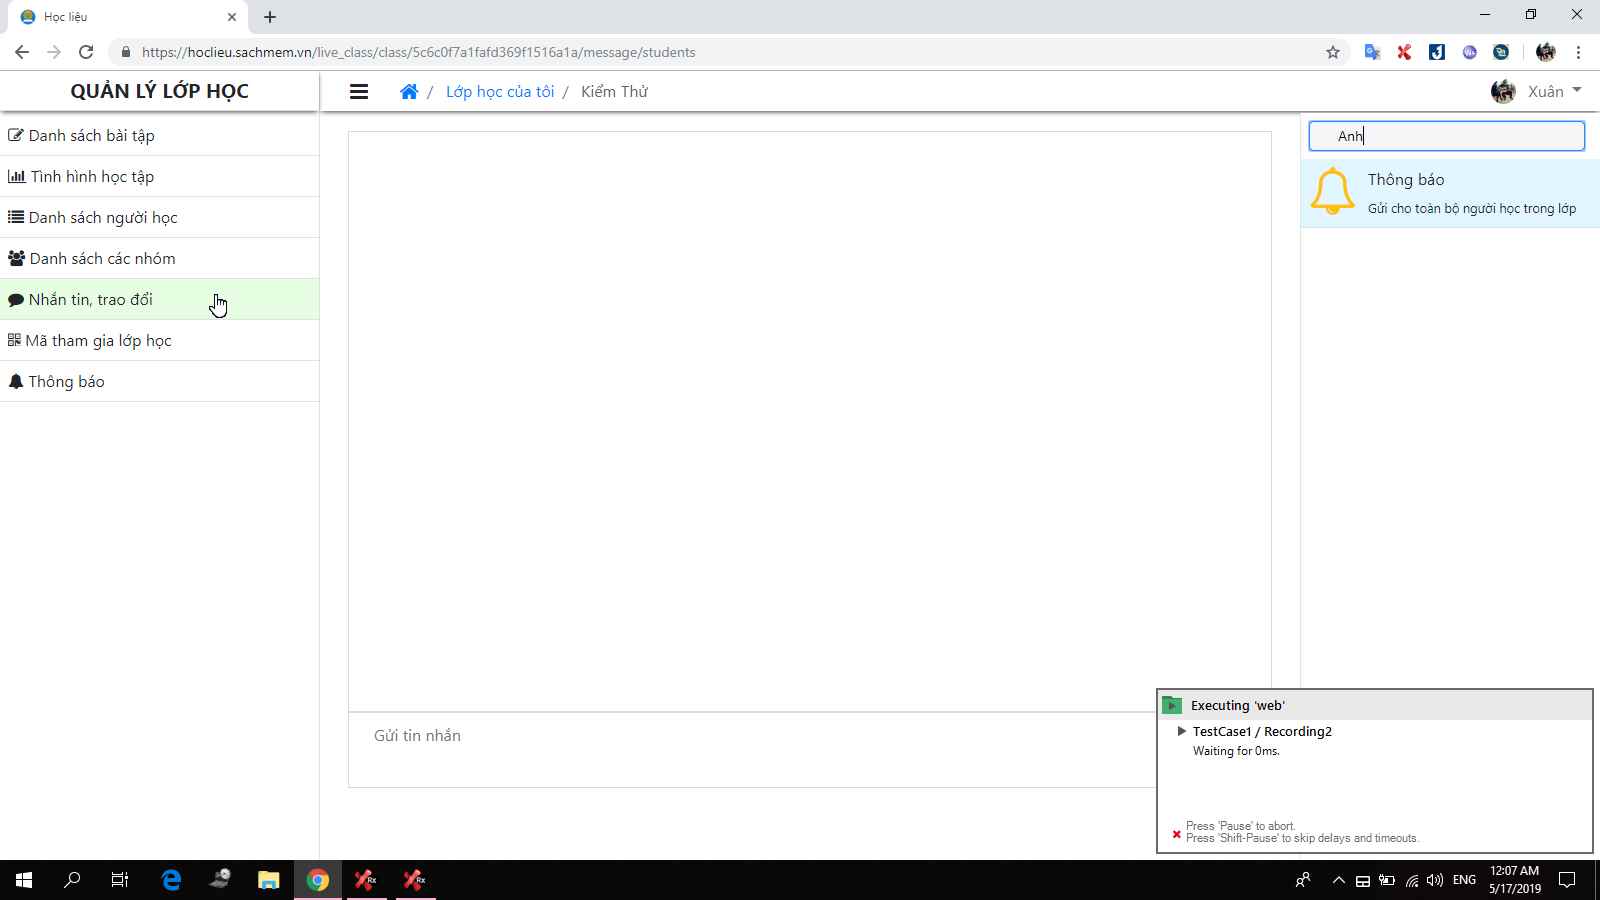 Học liệu
https://hoclieu.sachmem.vn/live_class/class/5c6c0f7a1fafd369f1516a1a/message/students
QUẢN LÝ LỚP HỌC
/ Lớp học của tôi / Kiểm Thử
Xuân
Danh sách bài tập
Tình hình học tập
Danh sách người học
Danh sách các nhóm
Nhắn tin, trao đổi
Mã tham gia lớp học
Thông báo
Anh
Thông báo
Gửi cho toàn bộ người học trong lớp
Gửi tin nhắn
Executing 'web'
TestCase1 / Recording2
Waiting for 0ms.
Press 'Pause' to abort.
Press 'Shift-Pause' to skip delays and timeouts.
Rx
Rx
ENG
12:07 AM
5/17/2019